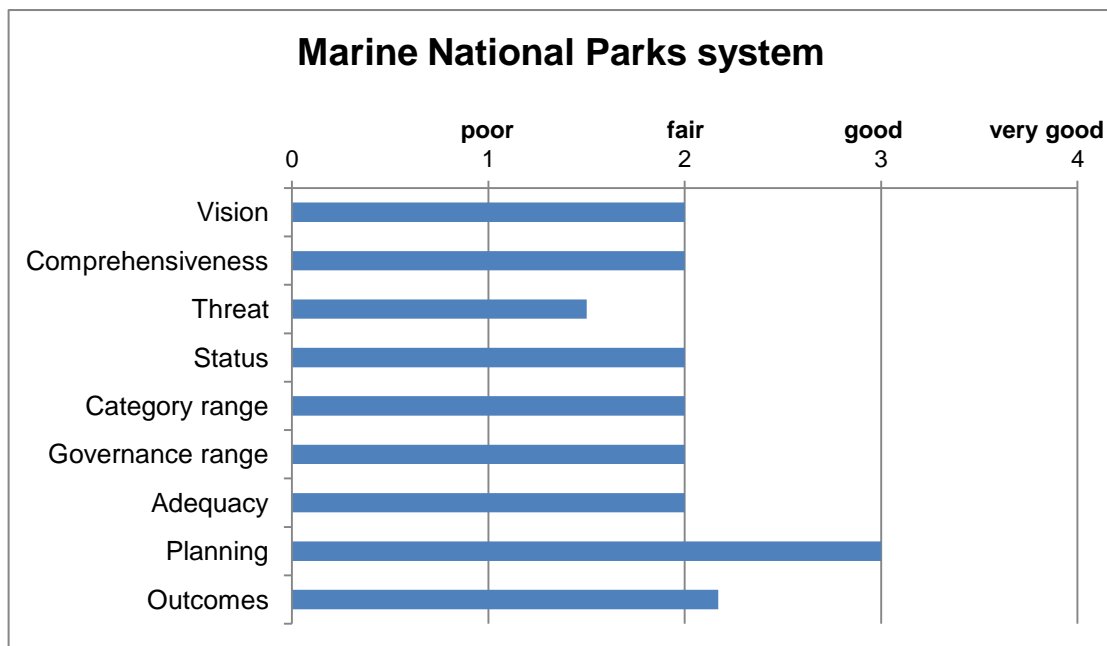 Marine National Parks system
poor fair good very good
0 1 2 3 4
Vision
Comprehensiveness
Threat
Status
Category range
Governance range
Adequacy
Planning
Outcomes